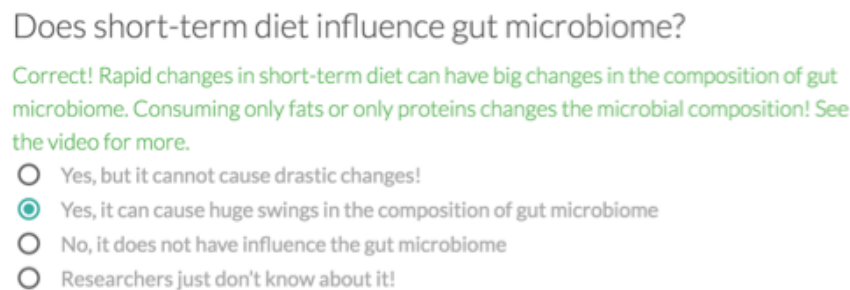 Does short-term diet influence gut microbiome?
Correct! Rapid changes in short-term diet can have big changes in the composition of gut
microbiome. Consuming only fats or only proteins changes the microbial composition! See
the video for more.
Yes, but it cannot cause drastic changes!
Yes, it can cause huge swings in the composition of gut microbiome
No, it does not have influence the gut microbiome
Researchers just don't know about it!